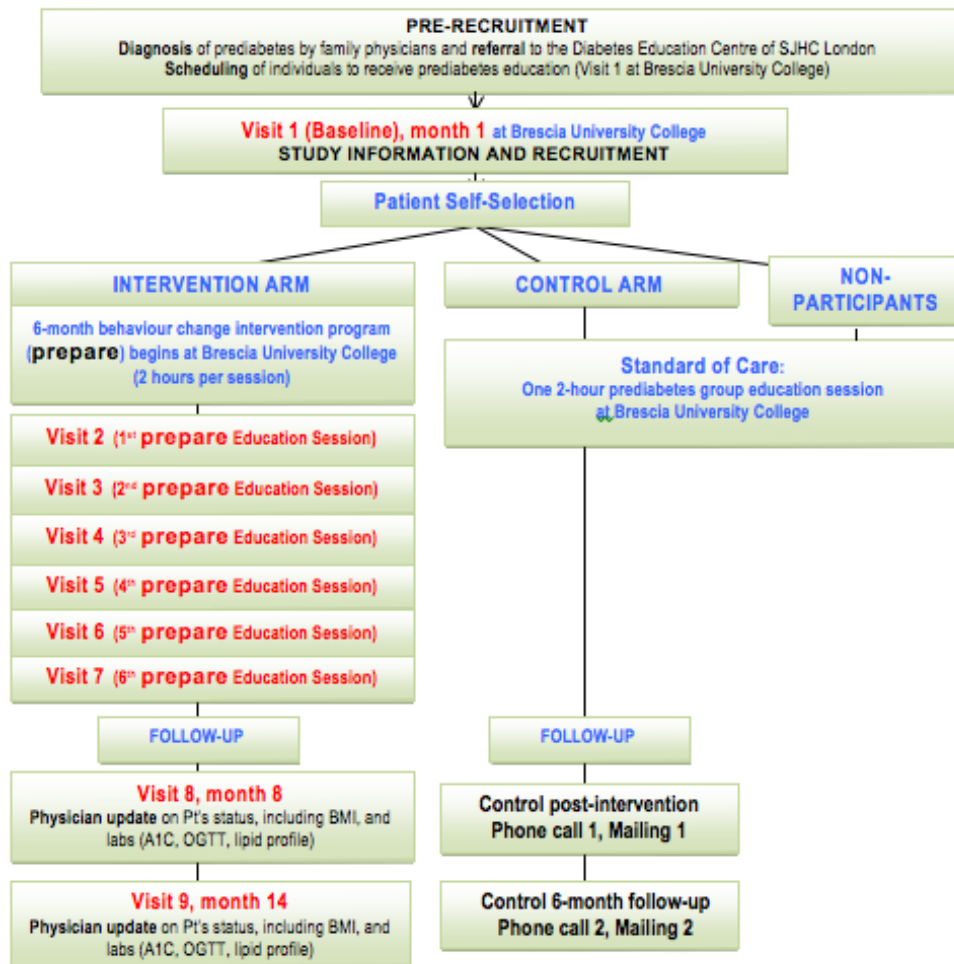 PRE-RECRUITMENT
Diagnosis of prediabetes by family physicians and referral to the Diabetes Education Centre of SJHC London
Scheduling of individuals to receive prediabetes education (Visit 1 at Brescia University College)
Visit 1 (Baseline), month 1 at Brescia University College
STUDY INFORMATION AND RECRUITMENT
Patient Self-Selection
INTERVENTION ARM
6-month behaviour change intervention program
(prepare) begins at Brescia University College
(2 hours per session)
Visit 2 (1st prepare Education Session)
Visit 3 (2nd prepare Education Session)
Visit 4 (3rd prepare Education Session)
Visit 5 (4th prepare Education Session)
Visit 6 (5th prepare Education Session)
Visit 7 (6th prepare Education Session)
FOLLOW-UP
Visit 8, month 8
Physician update on Pt's status, including BMI, and
labs (A1C, OGTT, lipid profile)
Visit 9, month 14
Physician update on Pt's status, including BMI, and
labs (A1C, OGTT, lipid profile)
CONTROL ARM
NON-
PARTICIPANTS
Standard of Care:
One 2-hour prediabetes group education session
at Brescia University College
FOLLOW-UP
Control post-intervention
Phone call 1, Mailing 1
Control 6-month follow-up
Phone call 2, Mailing 2